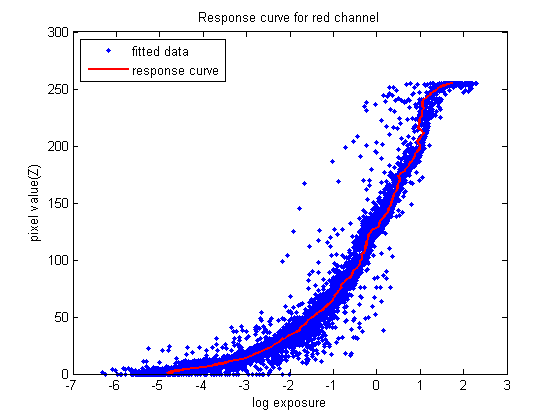 Response curve for red channel
300
fitted data
response curve
250
200
150
100
50
0
pixel value(Z)
-7 -6 -5 -4 -3 -2 -1 0 1 2 3
log exposure